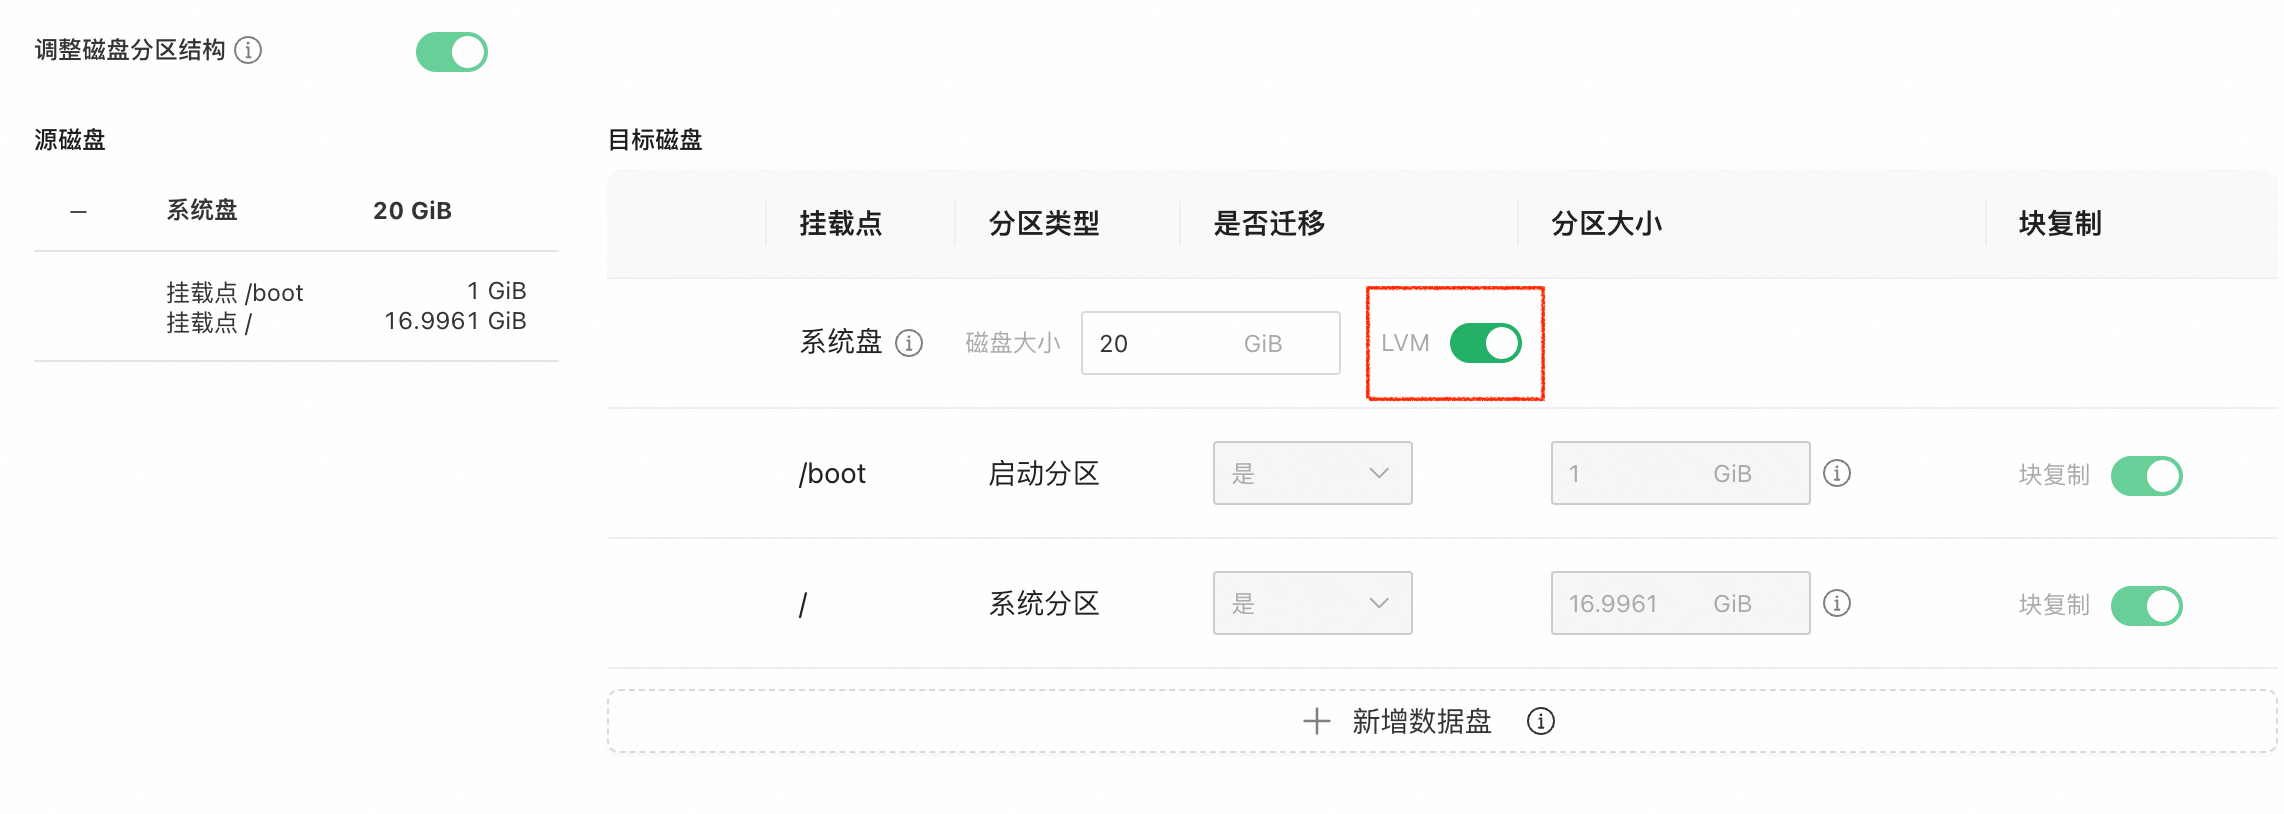 调整磁盘分区结构
源磁盘
系统盘 20 GiB
挂载点 /boot 1 GiB
挂载点 / 16.9961 GiB
目标磁盘
挂载点 分区类型 是否迁移 分区大小 块复制
系统盘 磁盘大小 20 GiB LVM
/boot 启动分区 是 1 GiB 块复制
/ 系统分区 是 16.9961 GiB 块复制
新增数据盘